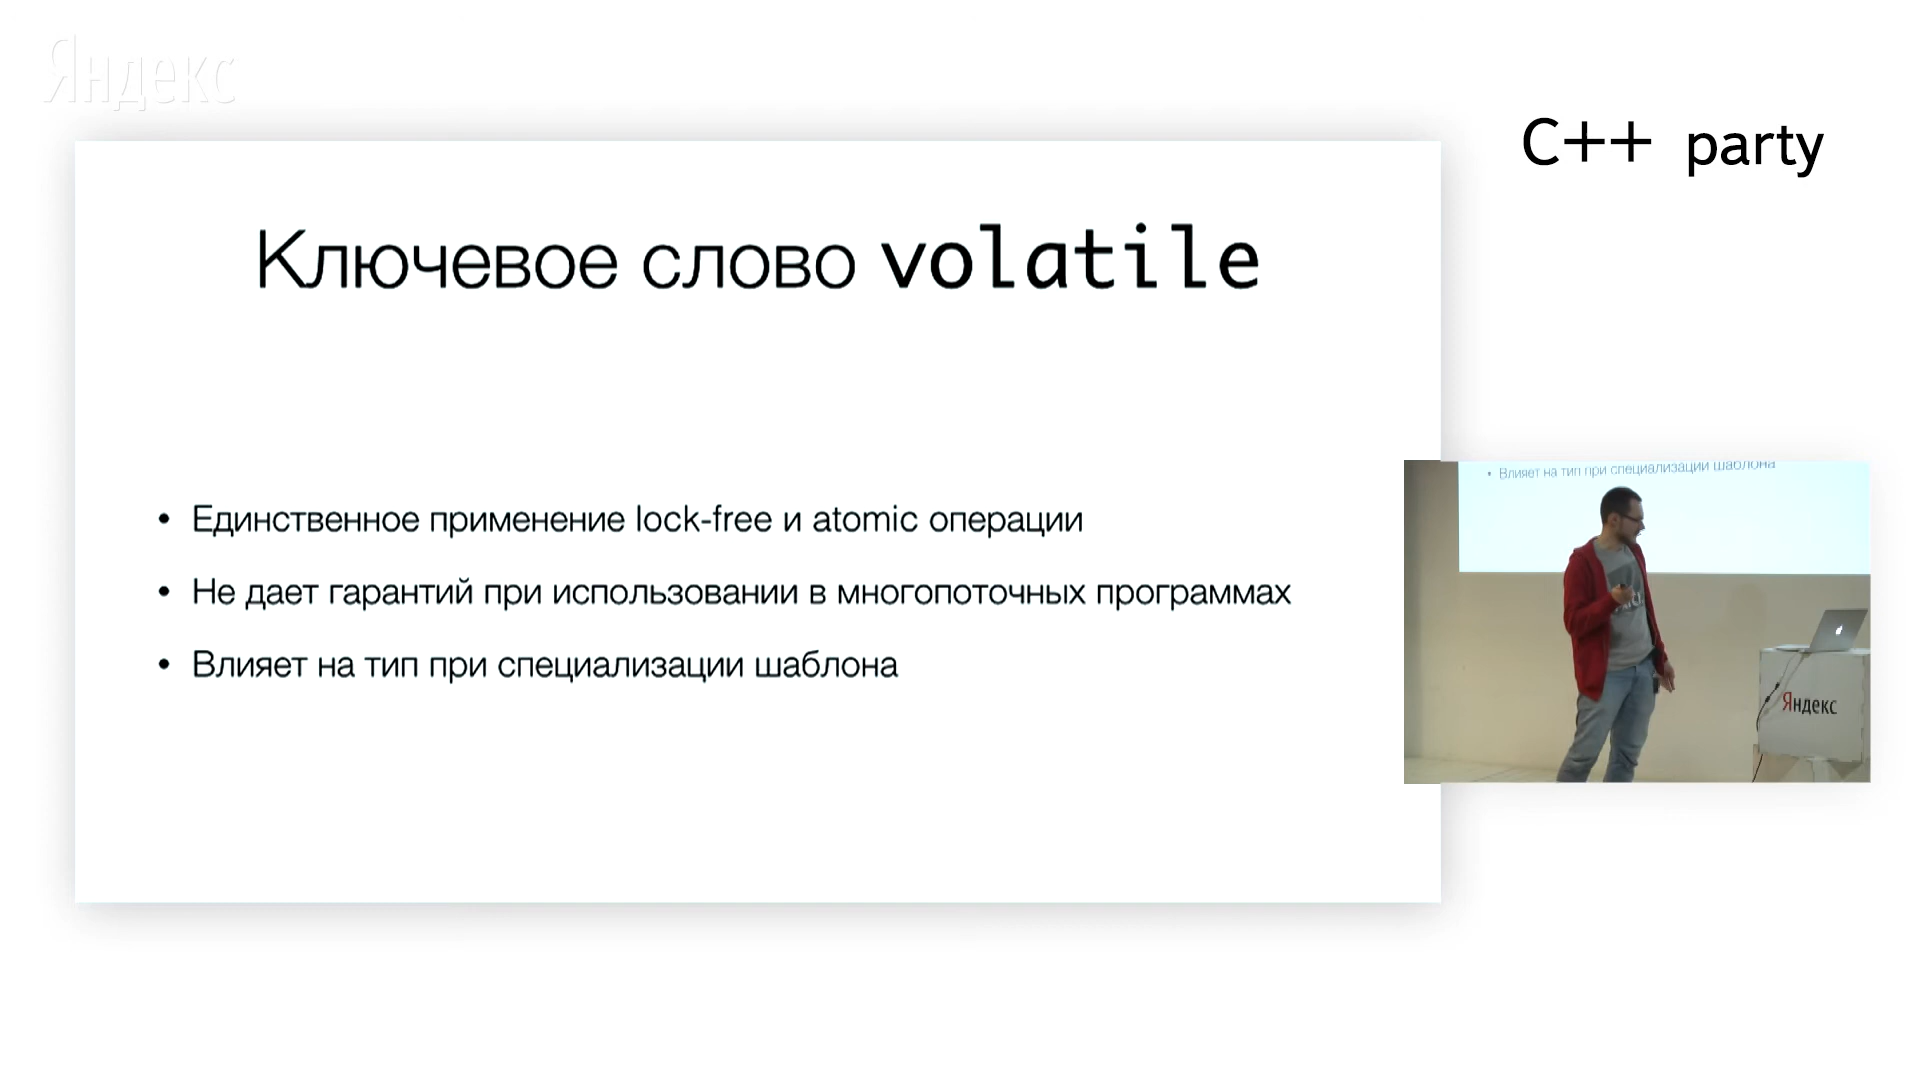 Яндекс
C++ party
Ключевое слово volatile
• Единственное применение lock-free и atomic операции
• Не дает гарантий при использовании в многопоточных программах
• Влияет на тип при специализации шаблона
• Влияет на тип при специализации шаблона
Яндекс